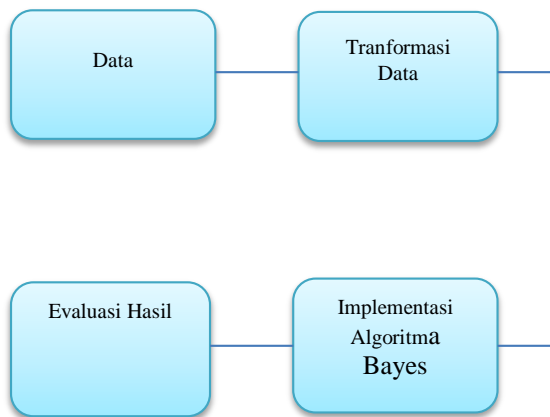 Data
Tranformasi
Data
Evaluasi Hasil
Implementasi
Algoritma
Bayes